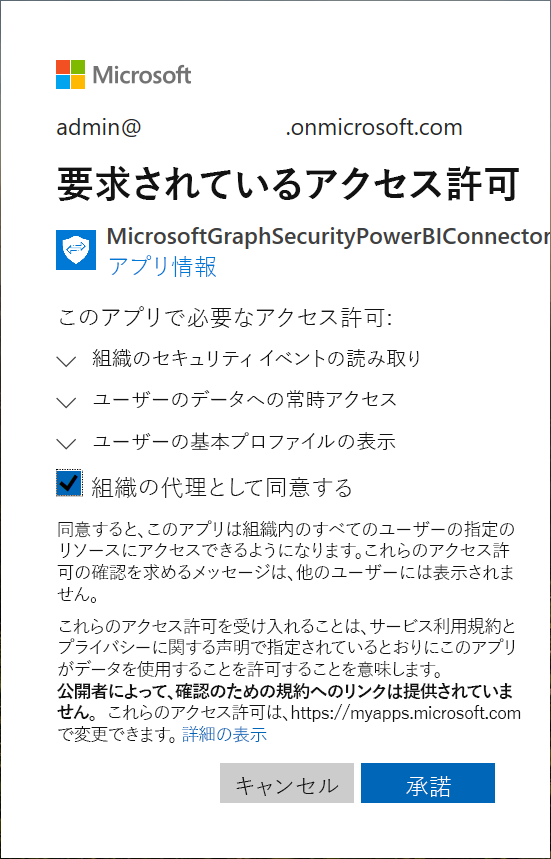 Microsoft
admin@ .onmicrosoft.com
要求されているアクセス許可
MicrosoftGraphSecurityPowerBIConnector
アプリ情報
このアプリで必要なアクセス許可:
組織のセキュリティ イベントの読み取り
ユーザーのデータへの常時アクセス
ユーザーの基本プロファイルの表示
組織の代理として同意する
同意すると、このアプリは組織内のすべてのユーザーの指定の
リソースにアクセスできるようになります。これらのアクセス許
可の確認を求めるメッセージは、他のユーザーには表示されま
せん。
これらのアクセス許可を受け入れることは、サービス利用規約と
プライバシーに関する声明で指定されているとおりにこのアプリ
がデータを使用することを許可することを意味します。
公開者によって、確認のための規約へのリンクは提供されていま
せん。 これらのアクセス許可は、https://myapps.microsoft.com
で変更できます。 詳細の表示
キャンセル
承諾